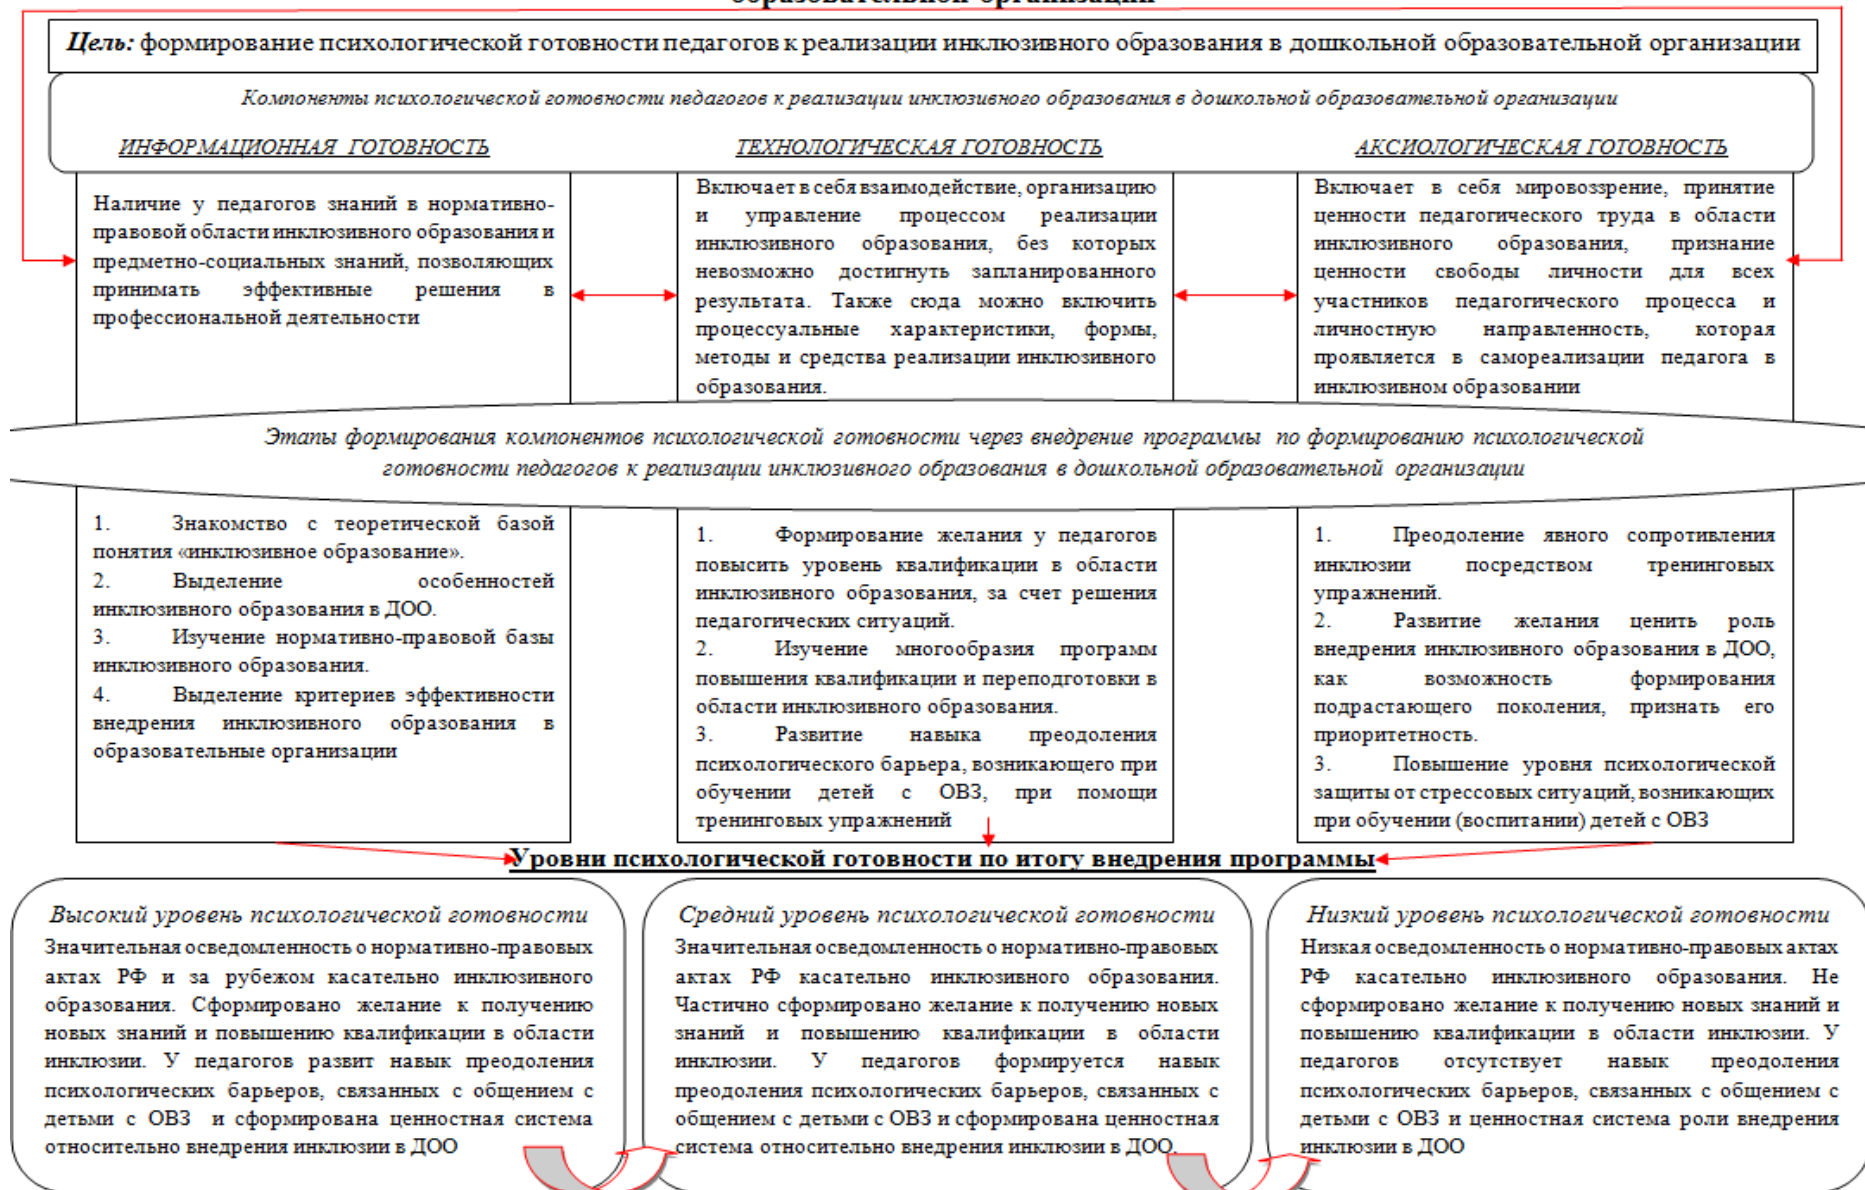 образовательной организации
Цель: формирование психологической готовности педагогов к реализации инклюзивного образования в дошкольной образовательной организации
Компоненты психологической готовности педагогов к реализации инклюзивного образования в дошкольной образовательной организации
ИНФОРМАЦИОННАЯ ГОТОВНОСТЬ
Наличие у педагогов знаний в нормативно-
правовой области инклюзивного образования и
предметно-социальных знаний, позволяющих
принимать эффективные решения в
профессиональной деятельности
ТЕХНОЛОГИЧЕСКАЯ ГОТОВНОСТЬ
Включает в себя взаимодействие, организацию
и управление процессом реализации
инклюзивного образования, без которых
невозможно достигнуть запланированного
результата. Также сюда можно включить
процессуальные характеристики, формы,
методы и средства реализации инклюзивного
образования.
АКСИОЛОГИЧЕСКАЯ ГОТОВНОСТЬ
Включает в себя мировоззрение, принятие
ценности педагогического труда в области
инклюзивного образования, признание
ценности свободы личности для всех
участников педагогического процесса и
личностную направленность, которая
проявляется в самореализации педагога в
инклюзивном образовании
Этапы формирования компонентов психологической готовности через внедрение программы по формированию психологической
готовности педагогов к реализации инклюзивного образования в дошкольной образовательной организации
1. Знакомство с теоретической базой
понятия «инклюзивное образование».
2. Выделение особенностей
инклюзивного образования в ДОО.
3. Изучение нормативно-правовой базы
инклюзивного образования.
4. Выделение критериев эффективности
внедрения инклюзивного образования в
образовательные организации
1. Формирование желания у педагогов
повысить уровень квалификации в области
инклюзивного образования, за счет решения
педагогических ситуаций.
2. Изучение многообразия программ
повышения квалификации и переподготовки в
области инклюзивного образования.
3. Развитие навыка преодоления
психологического барьера, возникающего при
обучении детей с ОВЗ, при помощи
тренинговых упражнений
1. Преодоление явного сопротивления
инклюзии посредством тренинговых
упражнений.
2. Развитие желания ценить роль
внедрения инклюзивного образования в ДОО,
как возможность формирования
подрастающего поколения, признать его
приоритетность.
3. Повышение уровня психологической
защиты от стрессовых ситуаций, возникающих
при обучении (воспитании) детей с ОВЗ
Уровни психологической готовности по итогу внедрения программы
Высокий уровень психологической готовности
Значительная осведомленность о нормативно-правовых
актах РФ и за рубежом касательно инклюзивного
образования. Сформировано желание к получению
новых знаний и повышению квалификации в области
инклюзии. У педагогов развит навык преодоления
психологических барьеров, связанных с общением с
детьми с ОВЗ и сформирована ценностная система
относительно внедрения инклюзии в ДОО
Средний уровень психологической готовности
Значительная осведомленность о нормативно-правовых
актах РФ касательно инклюзивного образования.
Частично сформировано желание к получению новых
знаний и повышению квалификации в области
инклюзии. У педагогов формируется навык
преодоления психологических барьеров, связанных с
общением с детьми с ОВЗ и сформирована ценностная
система относительно внедрения инклюзии в ДОО.
Низкий уровень психологической готовности
Низкая осведомленность о нормативно-правовых актах
РФ касательно инклюзивного образования. Не
сформировано желание к получению новых знаний и
повышению квалификации в области инклюзии. У
педагогов отсутствует навык преодоления
психологических барьеров, связанных с общением с
детьми с ОВЗ и ценностная система роли внедрения
инклюзии в ДОО